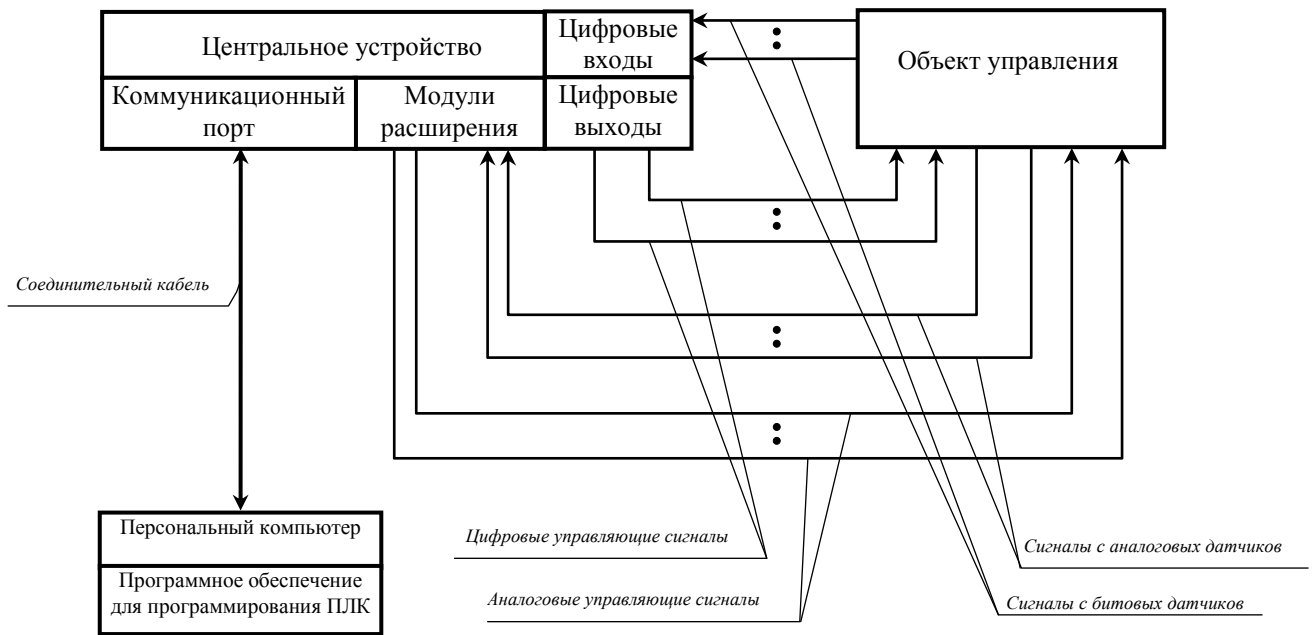 Центральное устройство
Цифровые
входы
Объект управления
Коммуникационный
порт
Модули
расширения
Цифровые
выходы
Соединительный кабель
Персональный компьютер
Программное обеспечение
для программирования ПЛК
Цифровые управляющие сигналы
Аналоговые управляющие сигналы
Сигналы с аналоговых датчиков
Сигналы с битовых датчиков